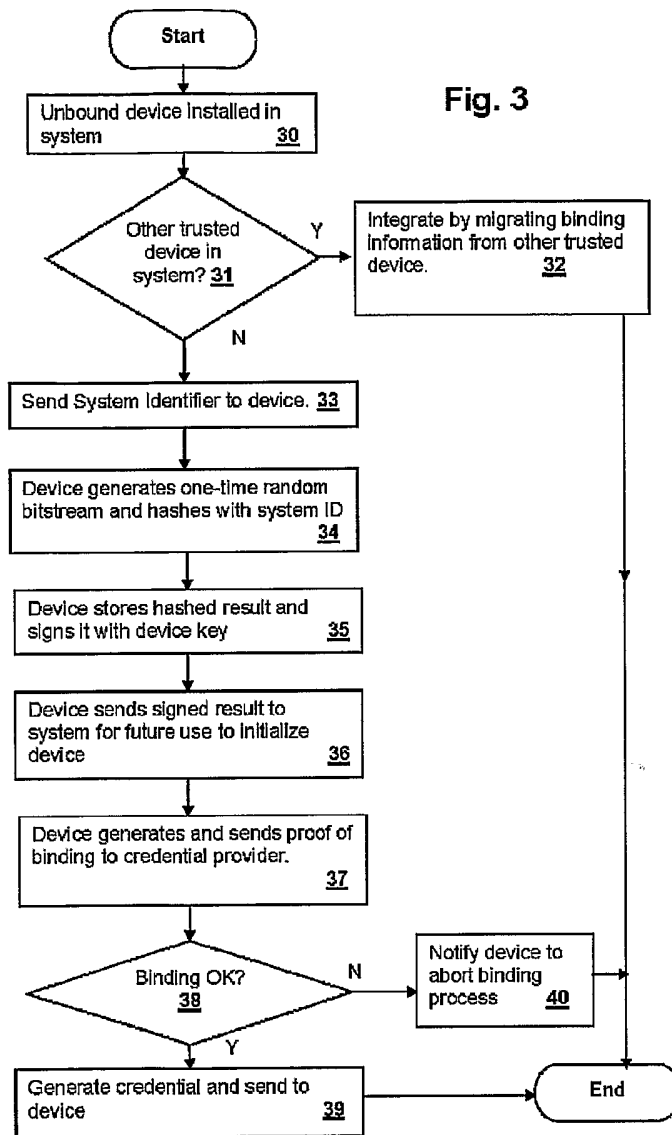 Start
Fig. 3
Unbound device installed in
system 30
Other trusted
device in
system? 31
Y
Integrate by migrating binding
information from other trusted
device. 32
N
Send System Identifier to device. 33
Device generates one-time random
bitstream and hashes with system ID
34
Device stores hashed result and
signs it with device key 35
Device sends signed result to
system for future use to initialize
device 36
Device generates and sends proof of
binding to credential provider.
37
Binding OK?
38
N
Notify device to
abort binding
process 40
Y
Generate credential and send to
device 39
End